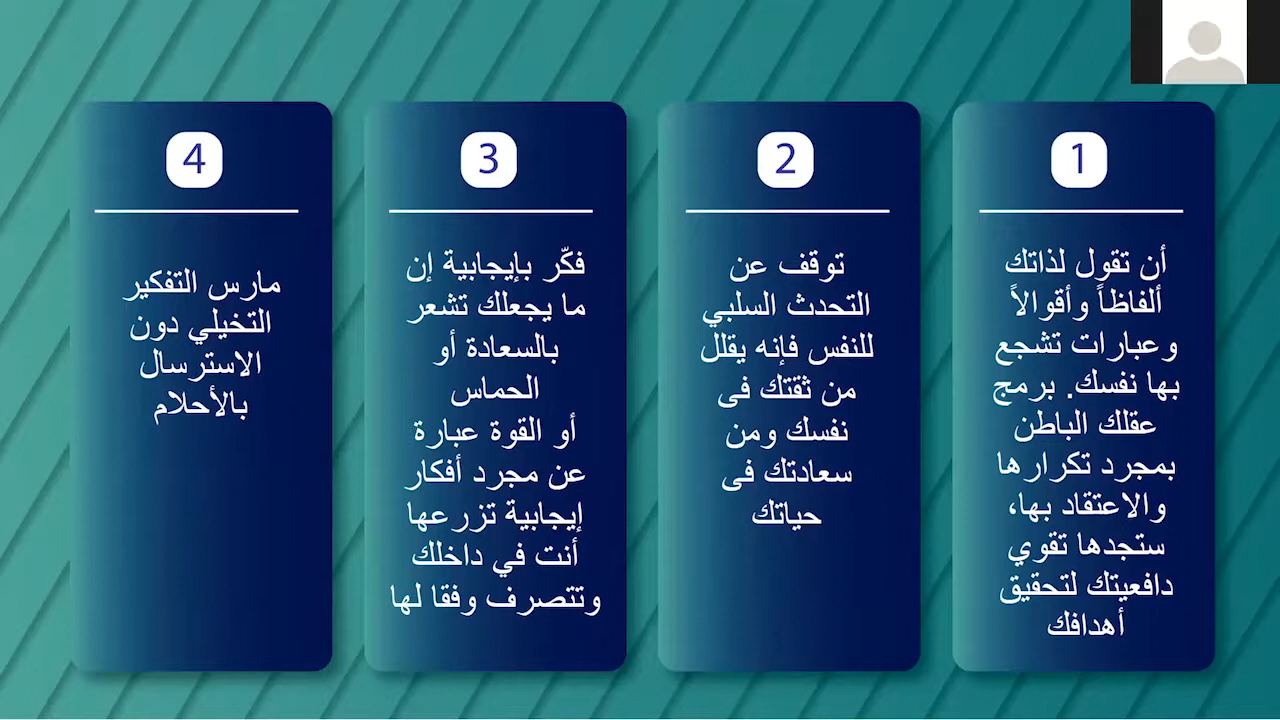 1
أن تقول لذاتك
ألفاظاً وأقوالاً
وعبارات تشجع
بها نفسك. برمج
عقلك الباطن
بمجرد تكرارها
والاعتقاد بها،
ستجدها تقوي
دافعيتك لتحقيق
أهدافك
2
توقف عن
التحدث السلبي
للنفس فإنه يقلل
من ثقتك فى
نفسك ومن
سعادتك فى
حياتك
3
فكّر بإيجابية إن
ما يجعلك تشعر
بالسعادة أو
الحماس
أو القوة عبارة
عن مجرد أفكار
إيجابية تزرعها
أنت في داخلك
وتتصرف وفقا لها
4
مارس التفكير
التخيلي دون
الاسترسال
بالأحلام